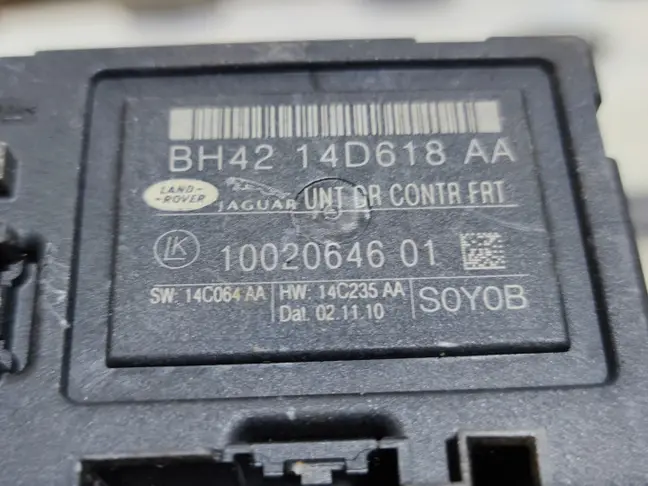 BH42 14D618 AA
LAND-
ROVER
JAGUAR UNT DR CONTR FRT
LK 10020646 01
SW: 14C064 AA HW: 14C235 AA S0Y0B
Dat. 02.11.10